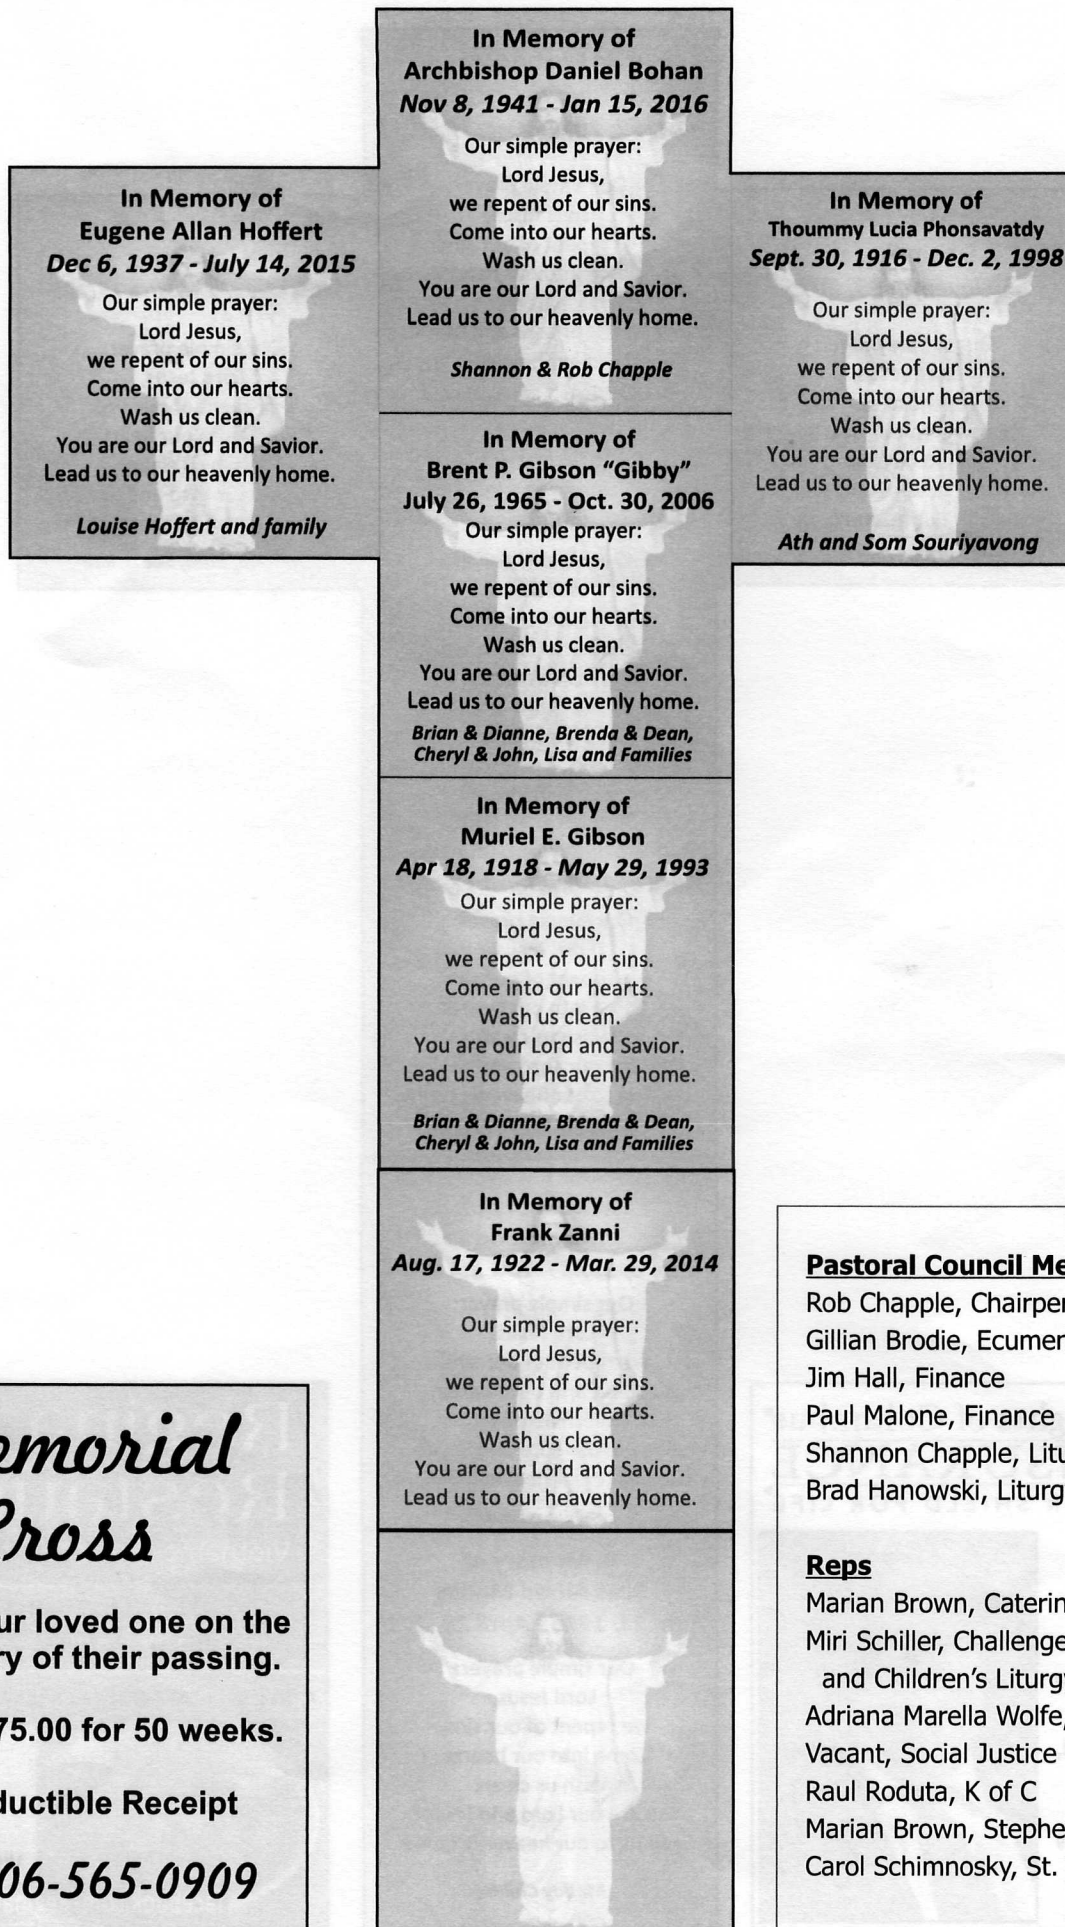 In Memory of
Archbishop Daniel Bohan
Nov 8, 1941 - Jan 15, 2016
Our simple prayer:
Lord Jesus,
we repent of our sins.
Come into our hearts.
Wash us clean.
You are our Lord and Savior.
Lead us to our heavenly home.
Shannon & Rob Chapple
In Memory of
Eugene Allan Hoffert
Dec 6, 1937 - July 14, 2015
Our simple prayer:
Lord Jesus,
we repent of our sins.
Come into our hearts.
Wash us clean.
You are our Lord and Savior.
Lead us to our heavenly home.
Louise Hoffert and family
In Memory of
Thoummy Lucia Phonsavatdy
Sept. 30, 1916 - Dec. 2, 1998
Our simple prayer:
Lord Jesus,
we repent of our sins.
Come into our hearts.
Wash us clean.
You are our Lord and Savior.
Lead us to our heavenly home.
Ath and Som Souriyavong
In Memory of
Brent P. Gibson “Gibby”
July 26, 1965 - Oct. 30, 2006
Our simple prayer:
Lord Jesus,
we repent of our sins.
Come into our hearts.
Wash us clean.
You are our Lord and Savior.
Lead us to our heavenly home.
Brian & Dianne, Brenda & Dean,
Cheryl & John, Lisa and Families
In Memory of
Muriel E. Gibson
Apr 18, 1918 - May 29, 1993
Our simple prayer:
Lord Jesus,
we repent of our sins.
Come into our hearts.
Wash us clean.
You are our Lord and Savior.
Lead us to our heavenly home.
Brian & Dianne, Brenda & Dean,
Cheryl & John, Lisa and Families
In Memory of
Frank Zanni
Aug. 17, 1922 - Mar. 29, 2014
Our simple prayer:
Lord Jesus,
we repent of our sins.
Come into our hearts.
Wash us clean.
You are our Lord and Savior.
Lead us to our heavenly home.
emorial
ross
ur loved one on the
ry of their passing.
75.00 for 50 weeks.
ductible Receipt
06-565-0909
Pastoral Council Me
Rob Chapple, Chairper
Gillian Brodie, Ecumer
Jim Hall, Finance
Paul Malone, Finance
Shannon Chapple, Litu
Brad Hanowski, Liturg
Reps
Marian Brown, Caterin
Miri Schiller, Challenge
and Children’s Liturg
Adriana Marella Wolfe,
Vacant, Social Justice
Raul Roduta, K of C
Marian Brown, Stephe
Carol Schimnosky, St.